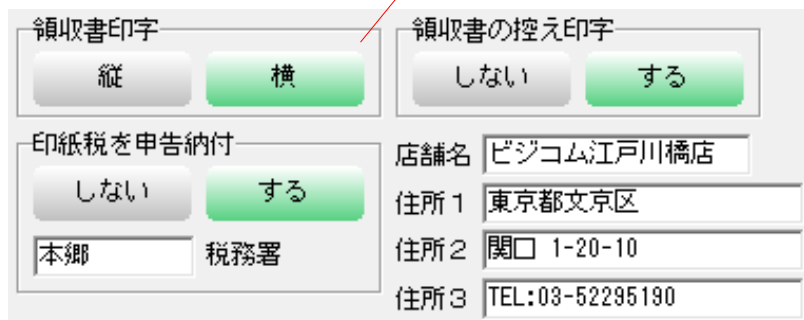 領収書印字
縦 横
領収書の控え印字
しない する
印紙税を申告納付
しない する
本郷 税務署
店舗名 ビジコム江戸川橋店
住所1 東京都文京区
住所2 関口 1-20-10
住所3 TEL:03-52295190